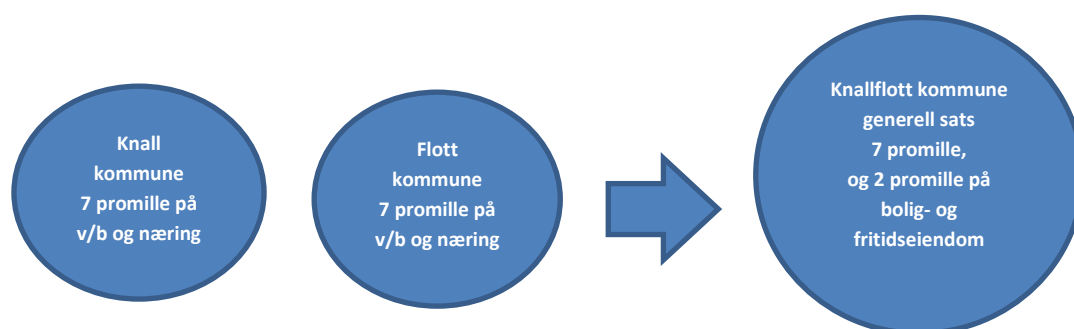 Knall
kommune
7 promille på
v/b og næring
Flott
kommune
7 promille på
v/b og næring
Knallflott kommune
generell sats
7 promille,
og 2 promille på
bolig- og
fritidseiendom